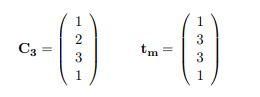 C₃ = ( 1 2 3 1 ) tₘ = ( 1 3 3 1 )